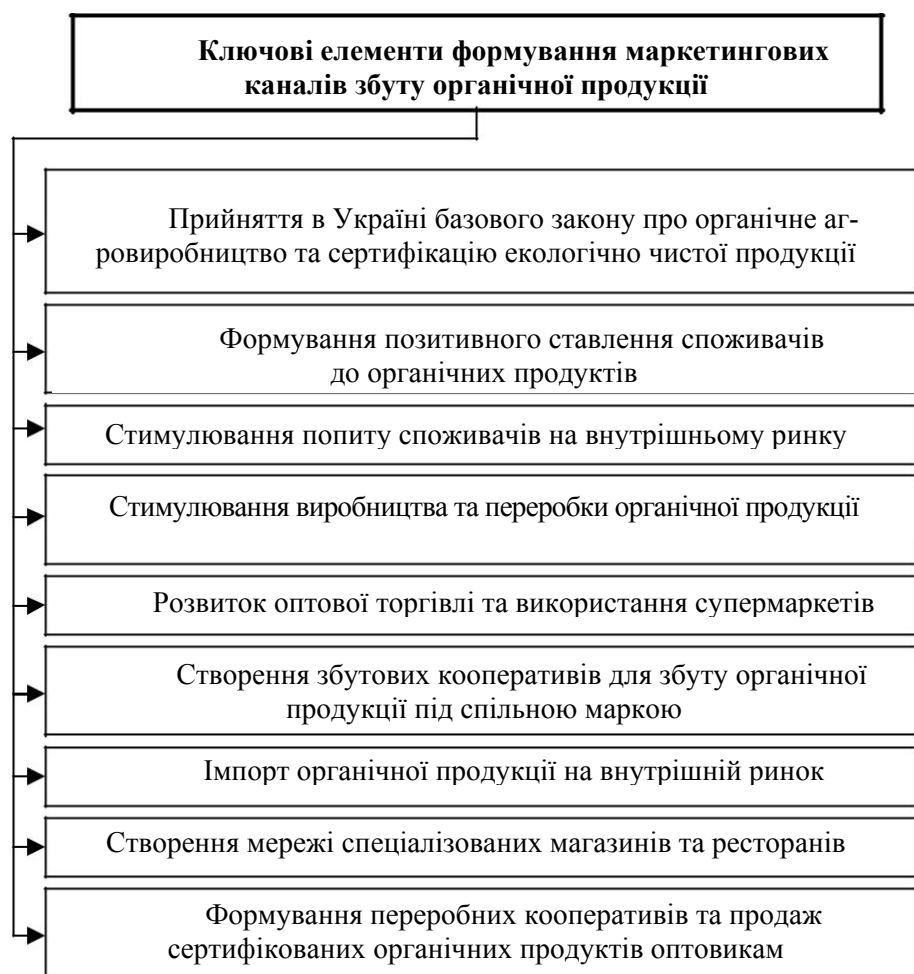 Ключові елементи формування маркетингових
каналів збуту органічної продукції
Прийняття в Україні базового закону про органічне аг-
ровиробництво та сертифікацію екологічно чистої продукції
Формування позитивного ставлення споживачів
до органічних продуктів
Стимулювання попиту споживачів на внутрішньому ринку
Стимулювання виробництва та переробки органічної продукції
Розвиток оптової торгівлі та використання супермаркетів
Створення збутових кооперативів для збуту органічної
продукції під спільною маркою
Імпорт органічної продукції на внутрішній ринок
Створення мережі спеціалізованих магазинів та ресторанів
Формування переробних кооперативів та продаж
сертифікованих органічних продуктів оптовикам